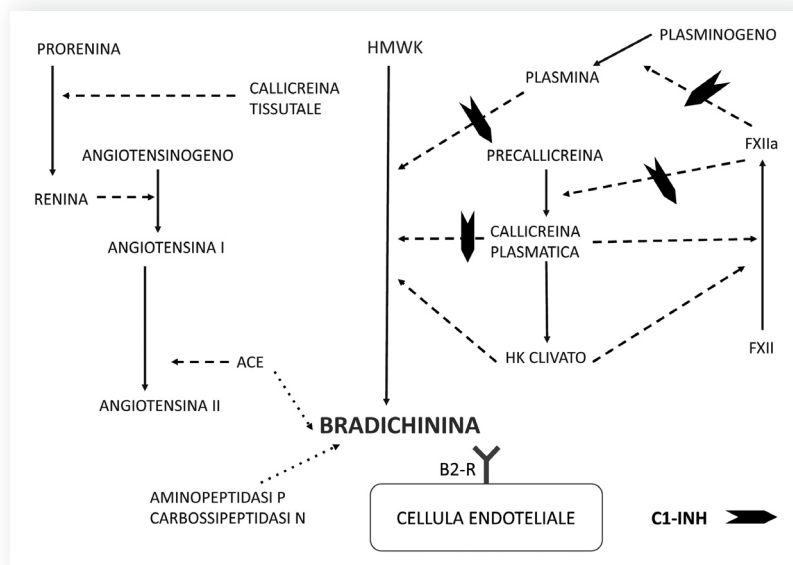 PRORENINA
HMWK
PLASMINOGENO
PLASMINA
CALLICREINA
TISSUTALE
FXIIa
ANGIOTENSINOGENO
PRECALLICREINA
RENINA
CALLICREINA
PLASMATICA
ANGIOTENSINA I
HK CLIVATO
FXII
ACE
ANGIOTENSINA II
BRADICHININA
B2-R
AMINOPEPTIDASI P
CARBOSSIPEPTIDASI N
CELLULA ENDOTELIALE
C1-INH